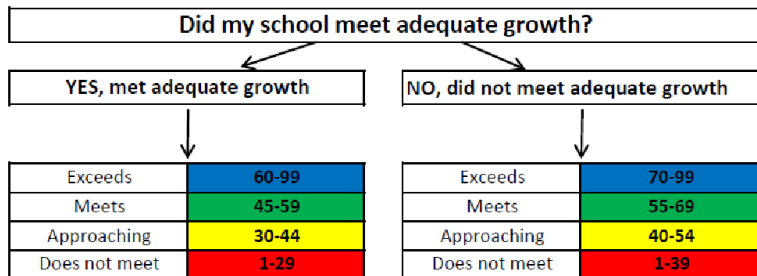 Did my school meet adequate growth?
YES, met adequate growth
NO, did not meet adequate growth
Exceeds 60-99
Meets 45-59
Approaching 30-44
Does not meet 1-29
Exceeds 70-99
Meets 55-69
Approaching 40-54
Does not meet 1-39